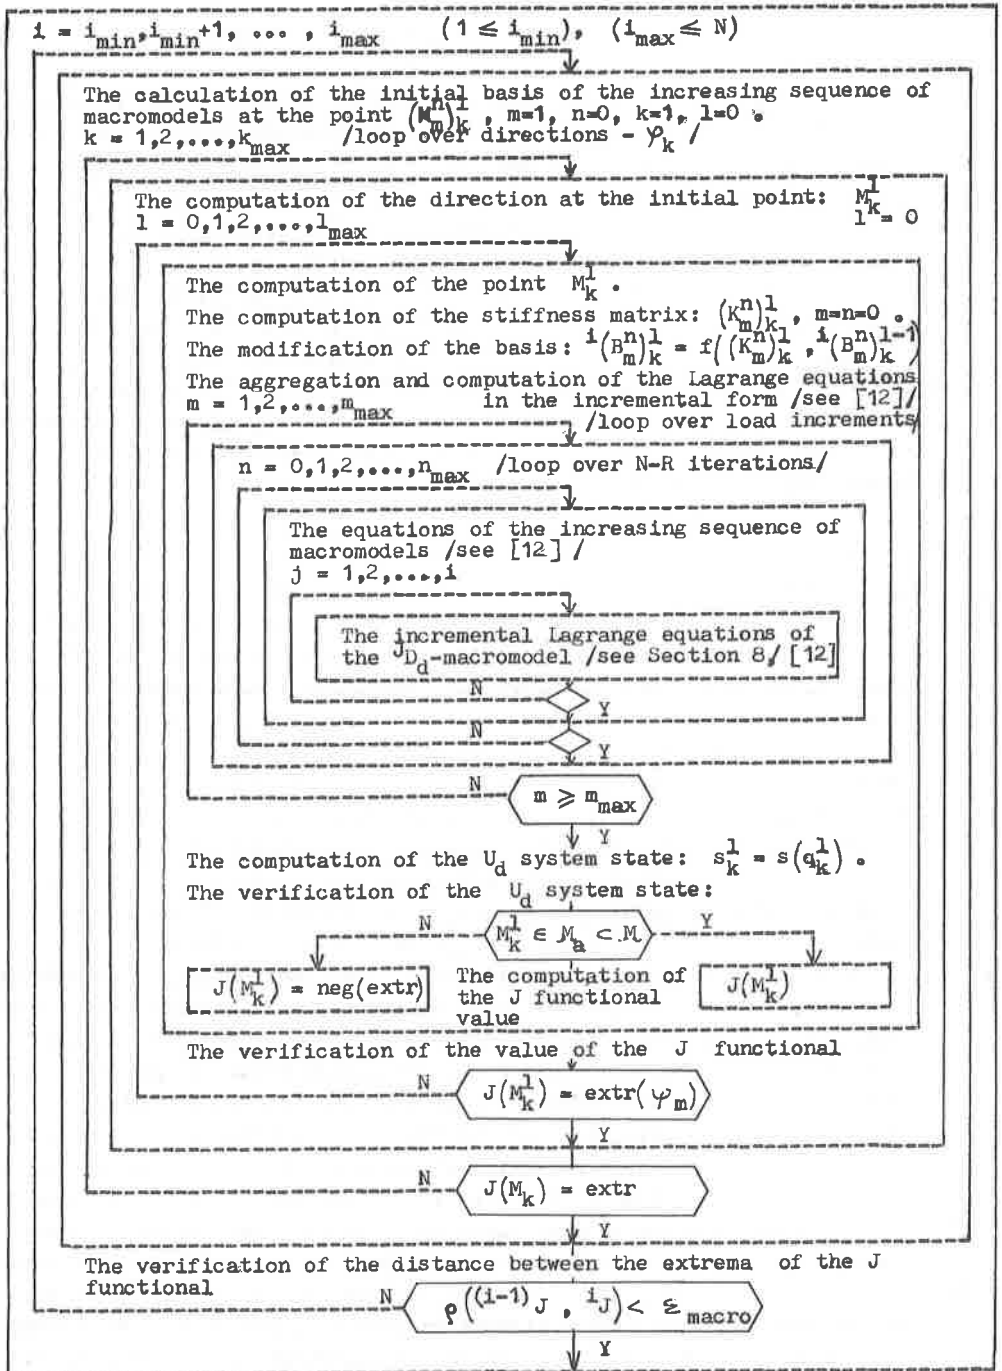 i = i_min, i_min+1, ... , i_max (1 ≤ i_min), (i_max ≤ N)
The calculation of the initial basis of the increasing sequence of
macromodels at the point (K_m^n)_k^l , m=1, n=0, k=1, l=0 .
k = 1,2,....,k_max /loop over directions - φ_k /
The computation of the direction at the initial point: M_k^l
l = 0,1,2,....,l_max l = 0
The computation of the point M_k^l .
The computation of the stiffness matrix: (K_m^n)_k^l , m=n=0 .
The modification of the basis: ^i(B_m^n)_k^l = f((K_m^n)_k^l , ^i(B_m^n)_k^{l-1})
The aggregation and computation of the Lagrange equations
m = 1,2,....,m_max in the incremental form /see [12]/
/loop over load increments/
n = 0,1,2,....,n_max /loop over N-R iterations/
The equations of the increasing sequence of
macromodels /see [12] /
j = 1,2,....,i
The incremental Lagrange equations of
the ^jD_d-macromodel /see Section 8,/ [12]
N
Y
N
Y
N
m ⩾ m_max
Y
The computation of the U_d system state: s_k^l = s(q_k^l) .
The verification of the U_d system state:
N M_k^l ∈ M_a ⊂ M Y
J(M_k^l) = neg(extr)
The computation of
the J functional
value
J(M_k^l)
The verification of the value of the J functional
N
J(M_k^l) = extr(φ_m)
Y
N
J(M_k) = extr
Y
The verification of the distance between the extrema of the J
functional
N
ρ(^(i-1)J , ^iJ) < ε_macro
Y